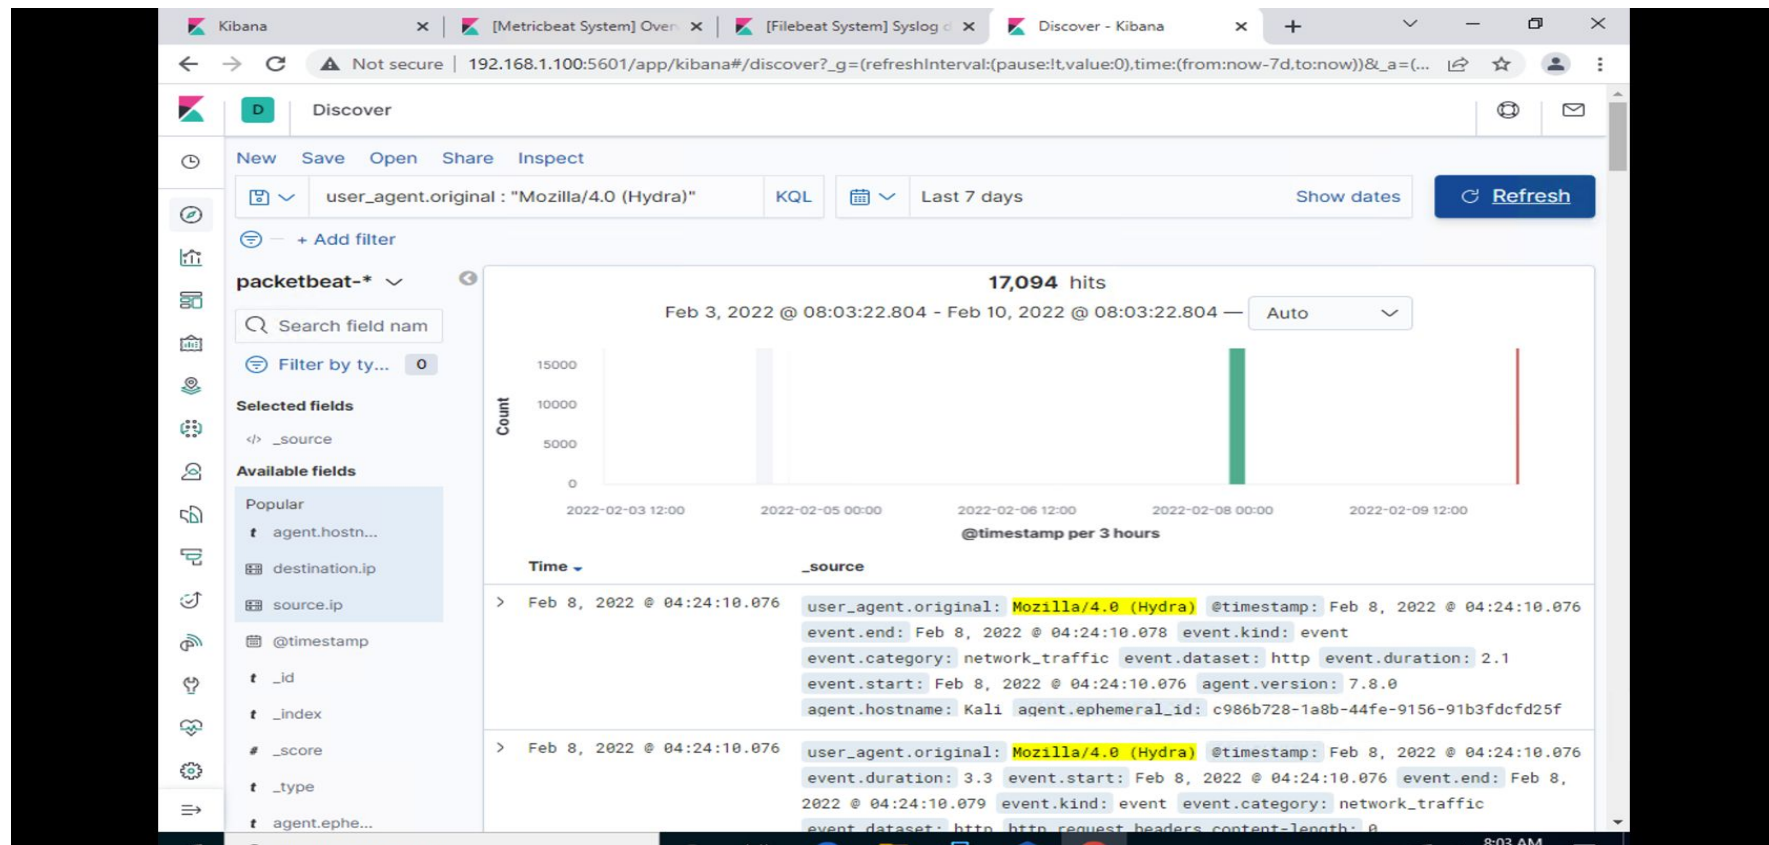 Kibana
[Metricbeat System] Over
[Filebeat System] Syslog d
Discover - Kibana
Not secure | 192.168.1.100:5601/app/kibana#/discover?_g=(refreshInterval:(pause:!t,value:0),time:(from:now-7d,to:now))&_a=(...
D Discover
New Save Open Share Inspect
user_agent.original : "Mozilla/4.0 (Hydra)" KQL Last 7 days Show dates Refresh
+ Add filter
packetbeat-*
Search field nam
Filter by ty... 0
Selected fields
</> _source
Available fields
Popular
t agent.hostn...
destination.ip
source.ip
@timestamp
t _id
t _index
# _score
t _type
t agent.ephe...
17,094 hits
Feb 3, 2022 @ 08:03:22.804 - Feb 10, 2022 @ 08:03:22.804 — Auto
Count
15000
10000
5000
0
2022-02-03 12:00 2022-02-05 00:00 2022-02-06 12:00 2022-02-08 00:00 2022-02-09 12:00
@timestamp per 3 hours
Time _source
Feb 8, 2022 @ 04:24:10.076
user_agent.original: Mozilla/4.0 (Hydra) @timestamp: Feb 8, 2022 @ 04:24:10.076
event.end: Feb 8, 2022 @ 04:24:10.078 event.kind: event
event.category: network_traffic event.dataset: http event.duration: 2.1
event.start: Feb 8, 2022 @ 04:24:10.076 agent.version: 7.8.0
agent.hostname: Kali agent.ephemeral_id: c986b728-1a8b-44fe-9156-91b3fdcfd25f
Feb 8, 2022 @ 04:24:10.076
user_agent.original: Mozilla/4.0 (Hydra) @timestamp: Feb 8, 2022 @ 04:24:10.076
event.duration: 3.3 event.start: Feb 8, 2022 @ 04:24:10.076 event.end: Feb 8,
2022 @ 04:24:10.079 event.kind: event event.category: network_traffic
event.dataset: http http.request.headers.content-length: 0
8:03 AM